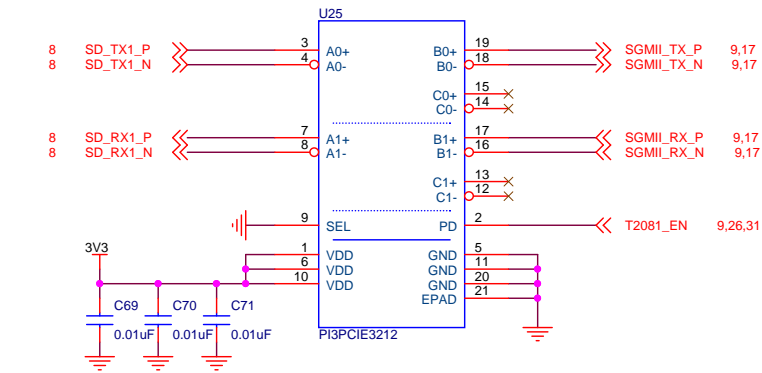 U25
8 SD_TX1_P 3 A0+ B0+ 19 SGMII_TX_P 9,17
8 SD_TX1_N 4 A0- B0- 18 SGMII_TX_N 9,17
C0+ 15
C0- 14
8 SD_RX1_P 7 A1+ B1+ 17 SGMII_RX_P 9,17
8 SD_RX1_N 8 A1- B1- 16 SGMII_RX_N 9,17
C1+ 13
C1- 12
9 SEL PD 2 T2081_EN 9,26,31
3V3 1 VDD GND 5
6 VDD GND 11
10 VDD GND 20
EPAD 21
C69 C70 C71
0.01uF 0.01uF 0.01uF
PI3PCIE3212